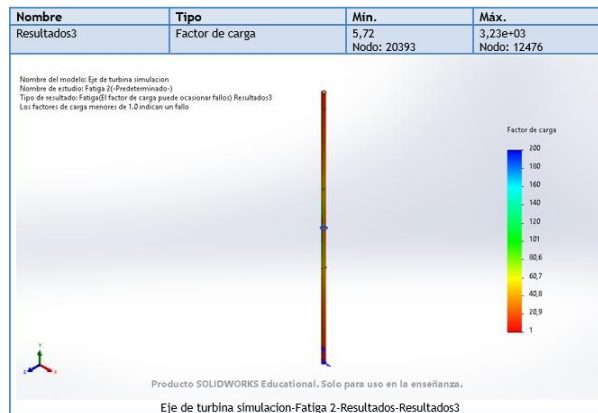 Nombre Tipo Mín. Máx.
Resultados3 Factor de carga 5,72 3,23e+03
Nodo: 20393 Nodo: 12476
Nombre del modelo: Eje de turbina simulacion
Nombre de estudio: Fatiga 2(-Predeterminado-)
Tipo de resultado: Fatiga(El factor de carga puede ocasionar fallos) Resultados3
Los factores de carga menores de 1.0 indican un fallo
Factor de carga
200
180
160
140
120
101
80,6
60,7
40,8
20,9
1
Y
Z X
Producto SOLIDWORKS Educational. Solo para uso en la enseñanza.
Eje de turbina simulacion-Fatiga 2-Resultados-Resultados3